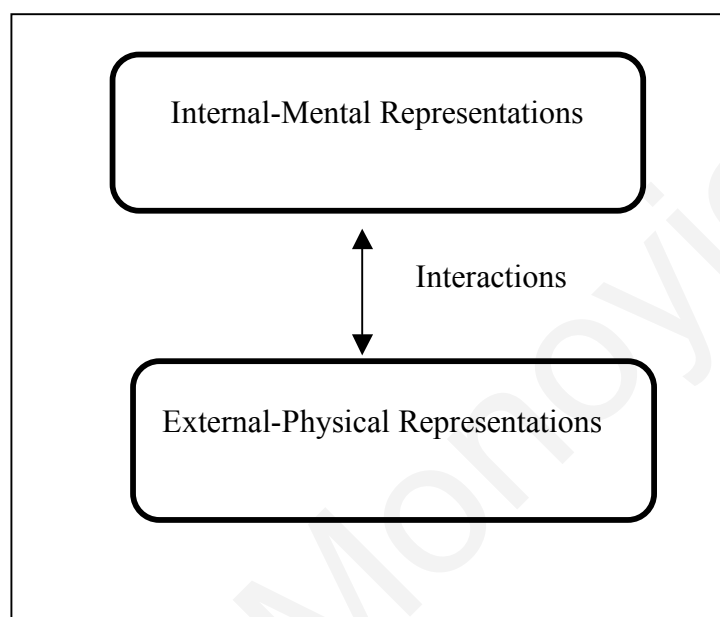 Internal-Mental Representations
Interactions
External-Physical Representations